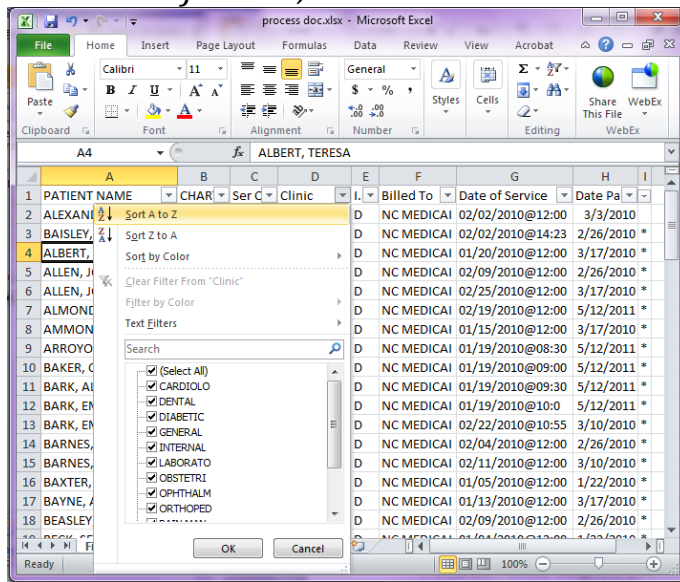 process doc.xlsx - Microsoft Excel
File Home Insert Page Layout Formulas Data Review View Acrobat
Calibri 11 General Σ
Paste B I U A A $ % , Styles Cells Share This File WebEx
Clipboard Font Alignment Number Editing WebEx
A4 fx ALBERT, TERESA
A B C D E F G H I
1 PATIENT NAME CHAR Ser C Clinic I. Billed To Date of Service Date Pa
2 ALEXAN D NC MEDICAI 02/02/2010@12:00 3/3/2010
3 BAISLEY, D NC MEDICAI 02/02/2010@14:23 2/26/2010 *
4 ALBERT, D NC MEDICAI 01/20/2010@12:00 3/17/2010 *
5 ALLEN, JO D NC MEDICAI 02/09/2010@12:00 2/26/2010 *
6 ALLEN, JO D NC MEDICAI 02/25/2010@12:00 3/17/2010 *
7 ALMOND D NC MEDICAI 02/19/2010@12:00 5/12/2011 *
8 AMMON D NC MEDICAI 01/15/2010@12:00 3/17/2010 *
9 ARROYO D NC MEDICAI 01/19/2010@08:30 5/12/2011 *
10 BAKER, D NC MEDICAI 01/19/2010@09:00 5/12/2011 *
11 BARK, AL D NC MEDICAI 01/19/2010@09:30 5/12/2011 *
12 BARK, EM D NC MEDICAI 01/19/2010@10:0 5/12/2011 *
13 BARK, EM D NC MEDICAI 02/22/2010@10:55 3/10/2010 *
14 BARNES, D NC MEDICAI 02/04/2010@12:00 2/26/2010 *
15 BARNES, D NC MEDICAI 02/11/2010@12:00 3/10/2010 *
16 BAXTER, D NC MEDICAI 01/05/2010@12:00 1/22/2010 *
17 BAYNE, A D NC MEDICAI 01/13/2010@12:00 3/17/2010 *
18 BEASLEY D NC MEDICAI 02/09/2010@12:00 2/26/2010 *
Sort A to Z
Sort Z to A
Sort by Color
Clear Filter From "Clinic"
Filter by Color
Text Filters
Search
(Select All)
CARDIOLO
DENTAL
DIABETIC
GENERAL
INTERNAL
LABORATO
OBSTETRI
OPHTHALM
ORTHOPED
OK Cancel
Ready 100%